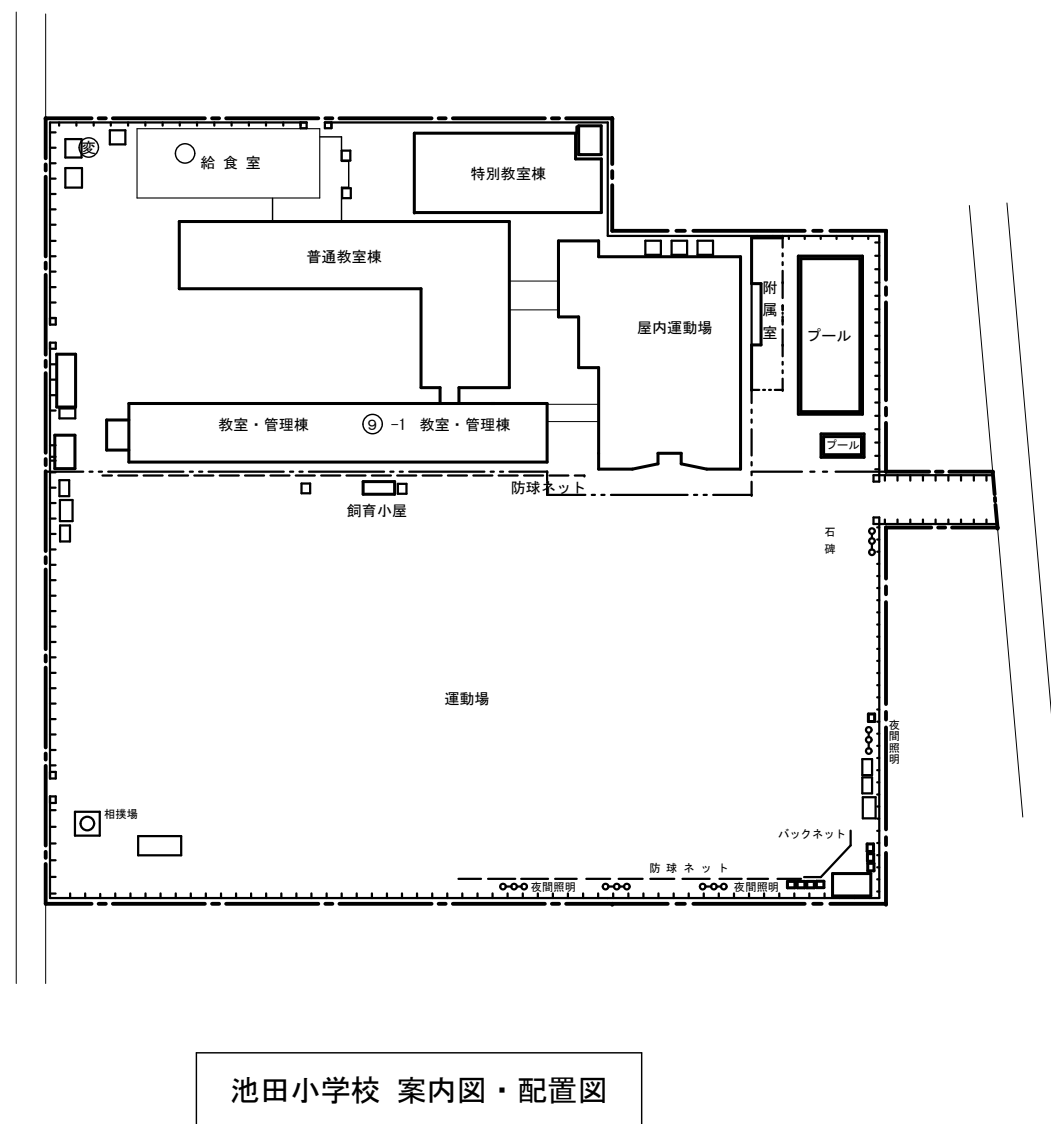 変
給 食 室
特別教室棟
普通教室棟
附属室
屋内運動場
プール
教室・管理棟
⑨-1 教室・管理棟
プール
防球ネット
飼育小屋
石碑
運動場
夜間照明
相撲場
バックネット
防 球 ネ ッ ト
夜間照明
夜間照明
池田小学校 案内図・配置図